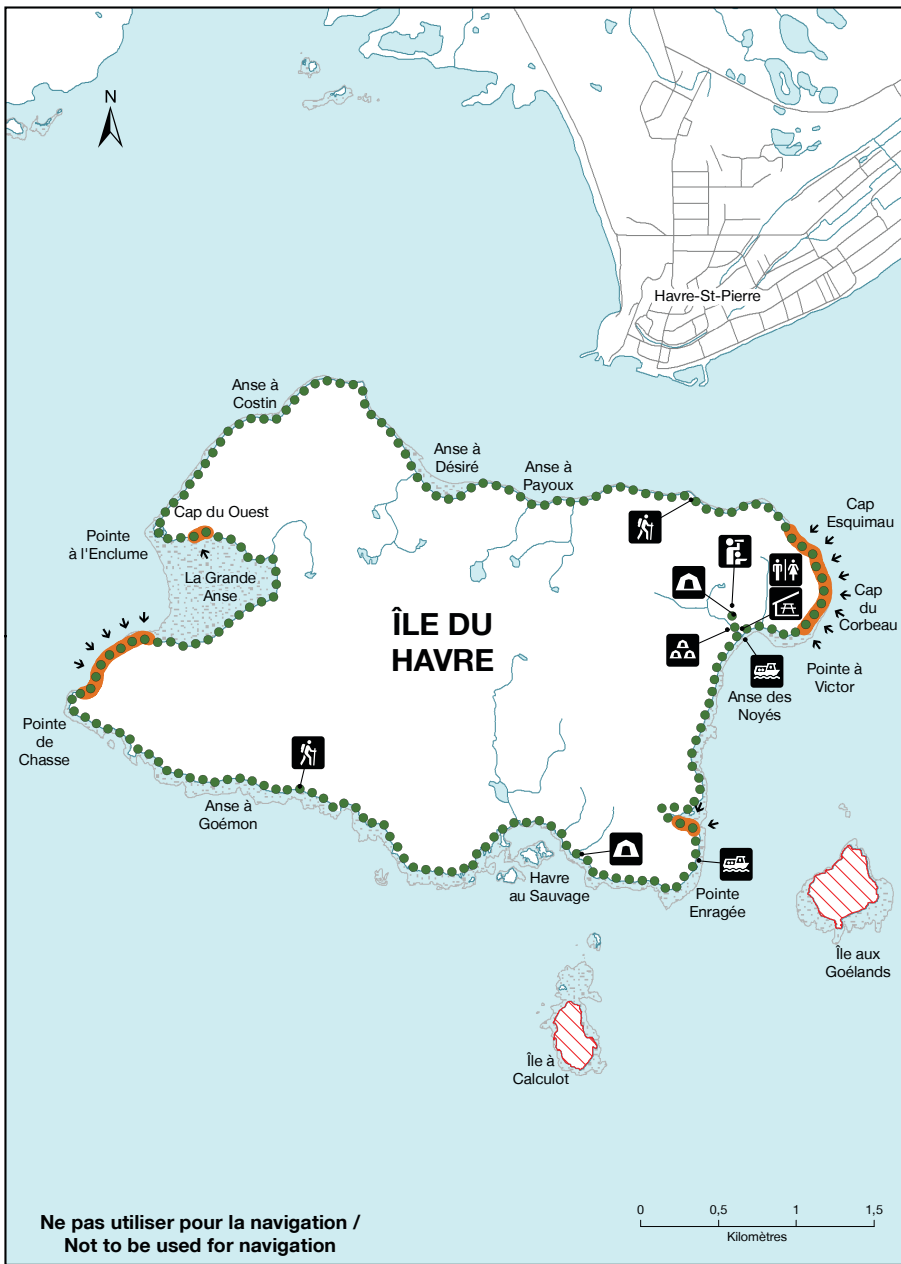 N
Havre-St-Pierre
Anse à
Costin
Anse à
Désiré
Anse à
Payoux
Cap du Ouest
Pointe
à l'Enclume
La Grande
Anse
Cap
Esquimau
Cap
du
Corbeau
ÎLE DU
HAVRE
Pointe à
Victor
Anse des
Noyés
Pointe
de
Chasse
Anse à
Goémon
Havre
au Sauvage
Pointe
Enragée
Île aux
Goélands
Île à
Calculot
Ne pas utiliser pour la navigation /
Not to be used for navigation
0 0,5 1 1,5
Kilomètres